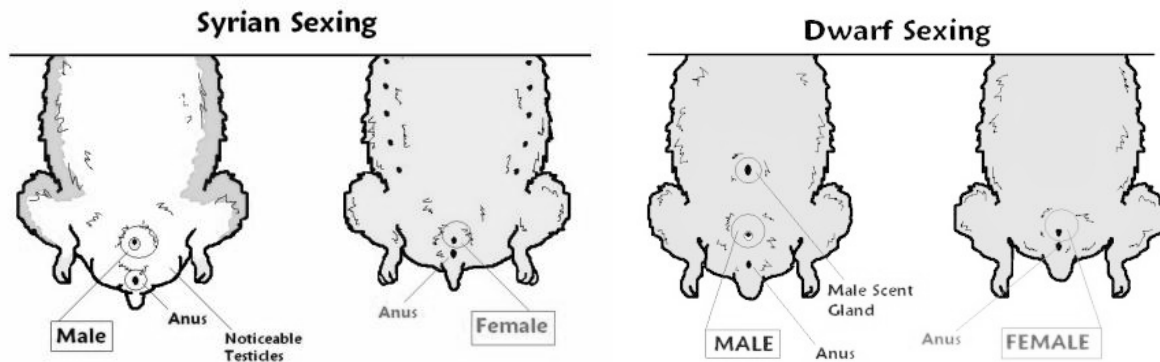 Syrian Sexing
Male
Anus
Noticeable
Testicles
Anus
Female
Dwarf Sexing
MALE
Anus
Male Scent
Gland
Anus
FEMALE